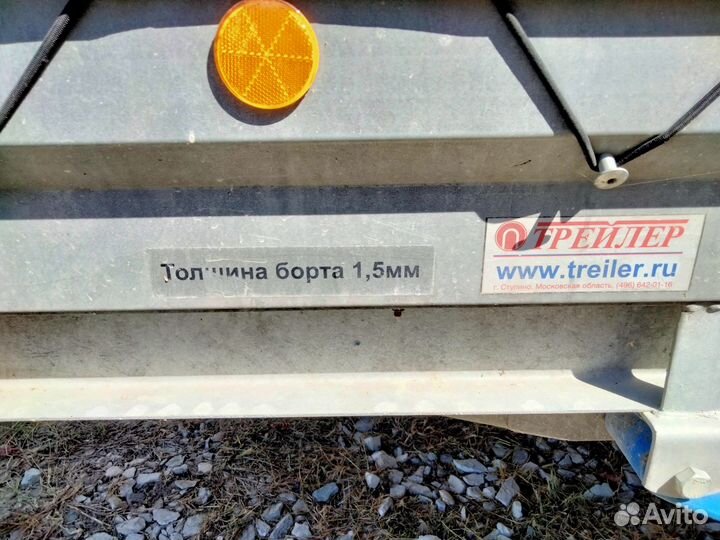 ТРЕЙЛЕР
Толщина борта 1,5мм
www.treiler.ru
г. Ступино, Московская область, (496) 642-01-16
Avito